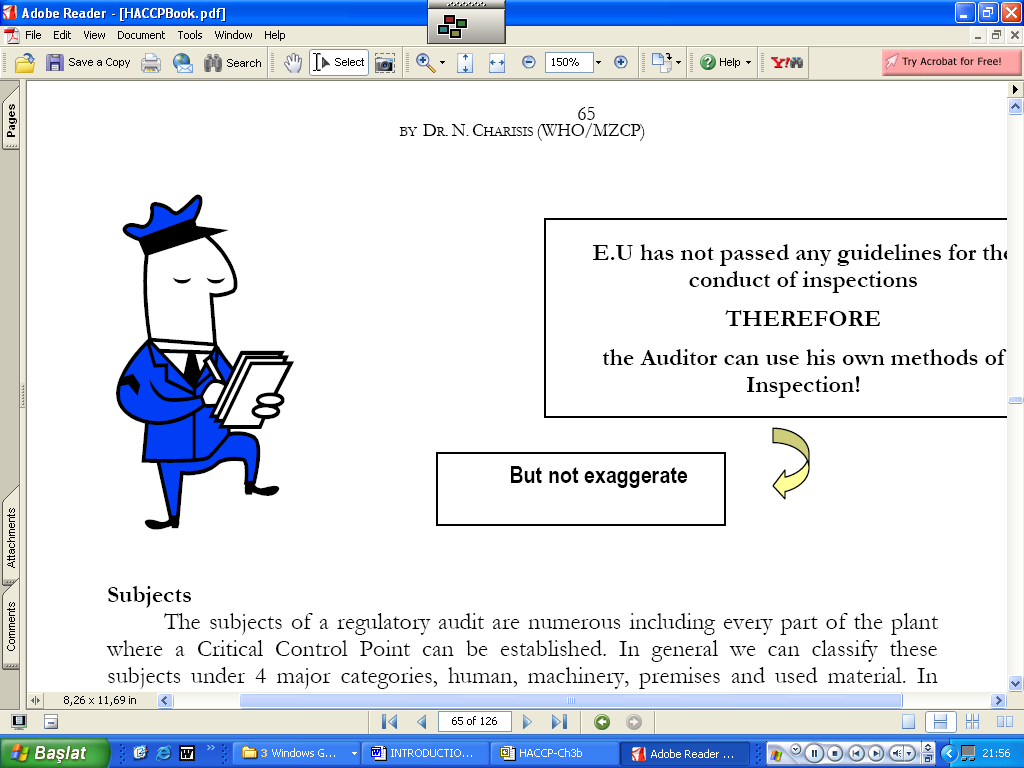 Adobe Reader - [HACCPBook.pdf]
File Edit View Document Tools Window Help
Save a Copy Search Select 150% Help Y! Try Acrobat for Free!
Pages
65
BY DR. N. CHARISIS (WHO/MZCP)
E.U has not passed any guidelines for the
conduct of inspections
THEREFORE
the Auditor can use his own methods of
Inspection!
But not exaggerate
Attachments
Comments
Subjects
The subjects of a regulatory audit are numerous including every part of the plant
where a Critical Control Point can be established. In general we can classify these
subjects under 4 major categories, human, machinery, premises and used material. In
8,26 x 11,69 in
65 of 126
Başlat 3 Windows G... INTRODUCTIO... HACCP-Ch3b Adobe Reader ... 21:56